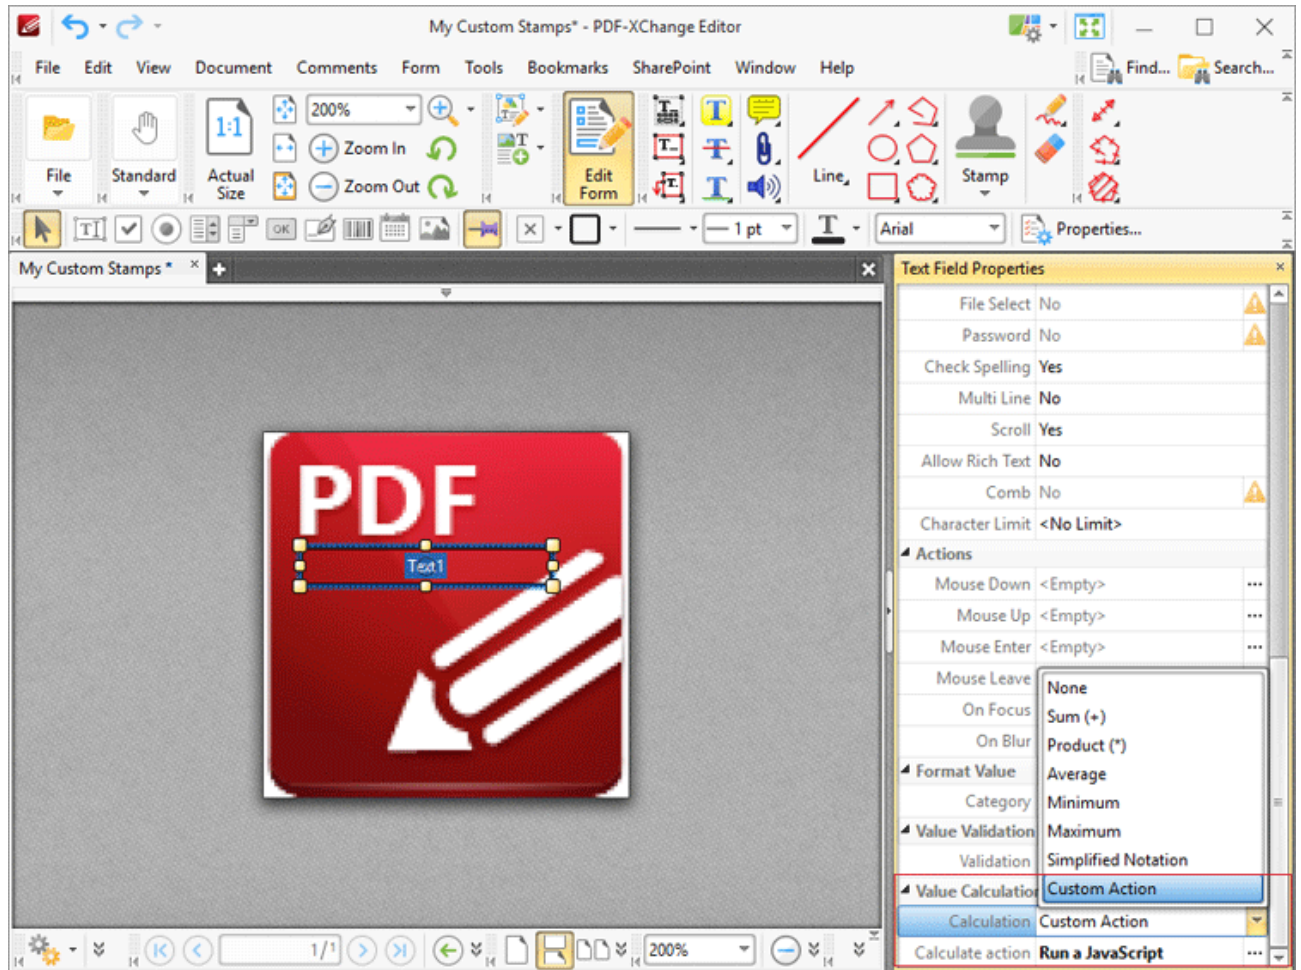 My Custom Stamps* - PDF-XChange Editor
File Edit View Document Comments Form Tools Bookmarks SharePoint Window Help Find... Search...
File
Standard
1:1
Actual Size
200%
Zoom In
Zoom Out
Edit Form
Line
Stamp
OK
1 pt
Arial
Properties...
My Custom Stamps *
Text Field Properties
File Select No
Password No
Check Spelling Yes
Multi Line No
Scroll Yes
Allow Rich Text No
Comb No
Character Limit <No Limit>
Actions
Mouse Down <Empty>
Mouse Up <Empty>
Mouse Enter <Empty>
Mouse Leave
On Focus
On Blur
Format Value
Category
Value Validation
Validation
Value Calculation
Calculation Custom Action
Calculate action Run a JavaScript
None
Sum (+)
Product (*)
Average
Minimum
Maximum
Simplified Notation
Custom Action
PDF
Text1
1/1
200%